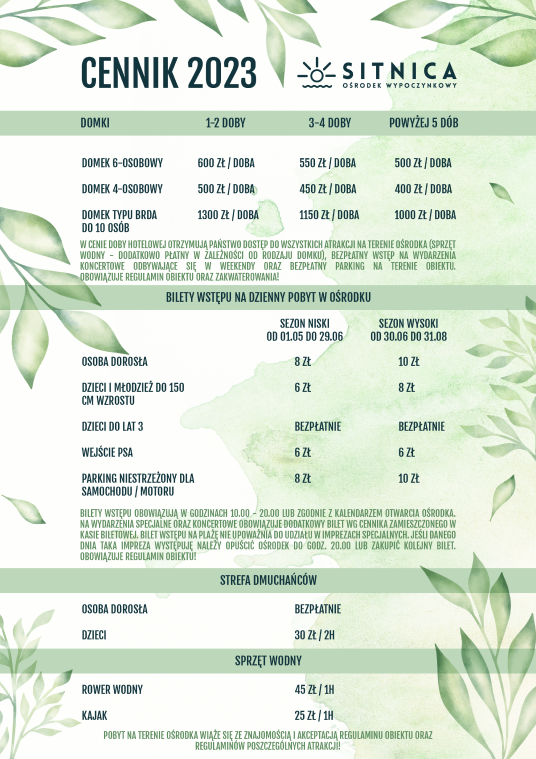 CENNIK 2023
SITNICA
OŚRODEK WYPOCZYNKOWY
DOMKI 1-2 DOBY 3-4 DOBY POWYŻEJ 5 DÓB
DOMEK 6-OSOBOWY 600 ZŁ / DOBA 550 ZŁ / DOBA 500 ZŁ / DOBA
DOMEK 4-OSOBOWY 500 ZŁ / DOBA 450 ZŁ / DOBA 400 ZŁ / DOBA
DOMEK TYPU BRDA 1300 ZŁ / DOBA 1150 ZŁ / DOBA 1000 ZŁ / DOBA
DO 10 OSÓB
W CENIE DOBY HOTELOWEJ OTRZYMUJĄ PAŃSTWO DOSTĘP DO WSZYSTKICH ATRAKCJI NA TERENIE OŚRODKA (SPRZĘT
WODNY - DODATKOWO PŁATNY W ZALEŻNOŚCI OD RODZAJU DOMKU), BEZPŁATNY WSTĘP NA WYDARZENIA
KONCERTOWE ODBYWAJĄCE SIĘ W WEEKENDY ORAZ BEZPŁATNY PARKING NA TERENIE OBIEKTU.
OBOWIĄZUJE REGULAMIN OBIEKTU ORAZ ZAKWATEROWANIA!
BILETY WSTĘPU NA DZIENNY POBYT W OŚRODKU
SEZON NISKI SEZON WYSOKI
OD 01.05 DO 29.06 OD 30.06 DO 31.08
OSOBA DOROSŁA 8 ZŁ 10 ZŁ
DZIECI I MŁODZIEŻ DO 150 6 ZŁ 8 ZŁ
CM WZROSTU
DZIECI DO LAT 3 BEZPŁATNIE BEZPŁATNIE
WEJŚCIE PSA 6 ZŁ 6 ZŁ
PARKING NIESTRZEŻONY DLA 8 ZŁ 10 ZŁ
SAMOCHODU / MOTORU
BILETY WSTĘPU OBOWIĄZUJĄ W GODZINACH 10.00 - 20.00 LUB ZGODNIE Z KALENDARZEM OTWARCIA OŚRODKA.
NA WYDARZENIA SPECJALNE ORAZ KONCERTOWE OBOWIĄZUJE DODATKOWY BILET WG CENNIKA ZAMIESZCZONEGO W
KASIE BILETOWEJ. BILET WSTĘPU NA PLAŻĘ NIE UPOWAŻNIA DO UDZIAŁU W IMPREZACH SPECJALNYCH. JEŚLI DANEGO
DNIA TAKA IMPREZA WYSTĘPUJĘ NALEŻY OPUŚCIĆ OŚRODEK DO GODZ. 20.00 LUB ZAKUPIĆ KOLEJNY BILET.
OBOWIĄZUJE REGULAMIN OBIEKTU!
STREFA DMUCHAŃCÓW
OSOBA DOROSŁA BEZPŁATNIE
DZIECI 30 ZŁ / 2H
SPRZĘT WODNY
ROWER WODNY 45 ZŁ / 1H
KAJAK 25 ZŁ / 1H
POBYT NA TERENIE OŚRODKA WIĄŻE SIĘ ZE ZNAJOMOŚCIĄ I AKCEPTACJĄ REGULAMINU OBIEKTU ORAZ
REGULAMINÓW POSZCZEGÓLNYCH ATRAKCJI!